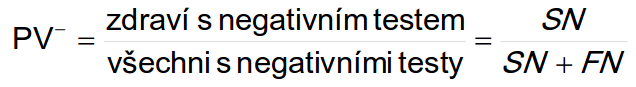 PV⁻ = zdraví s negativním testem / všechni s negativními testy = SN / SN + FN